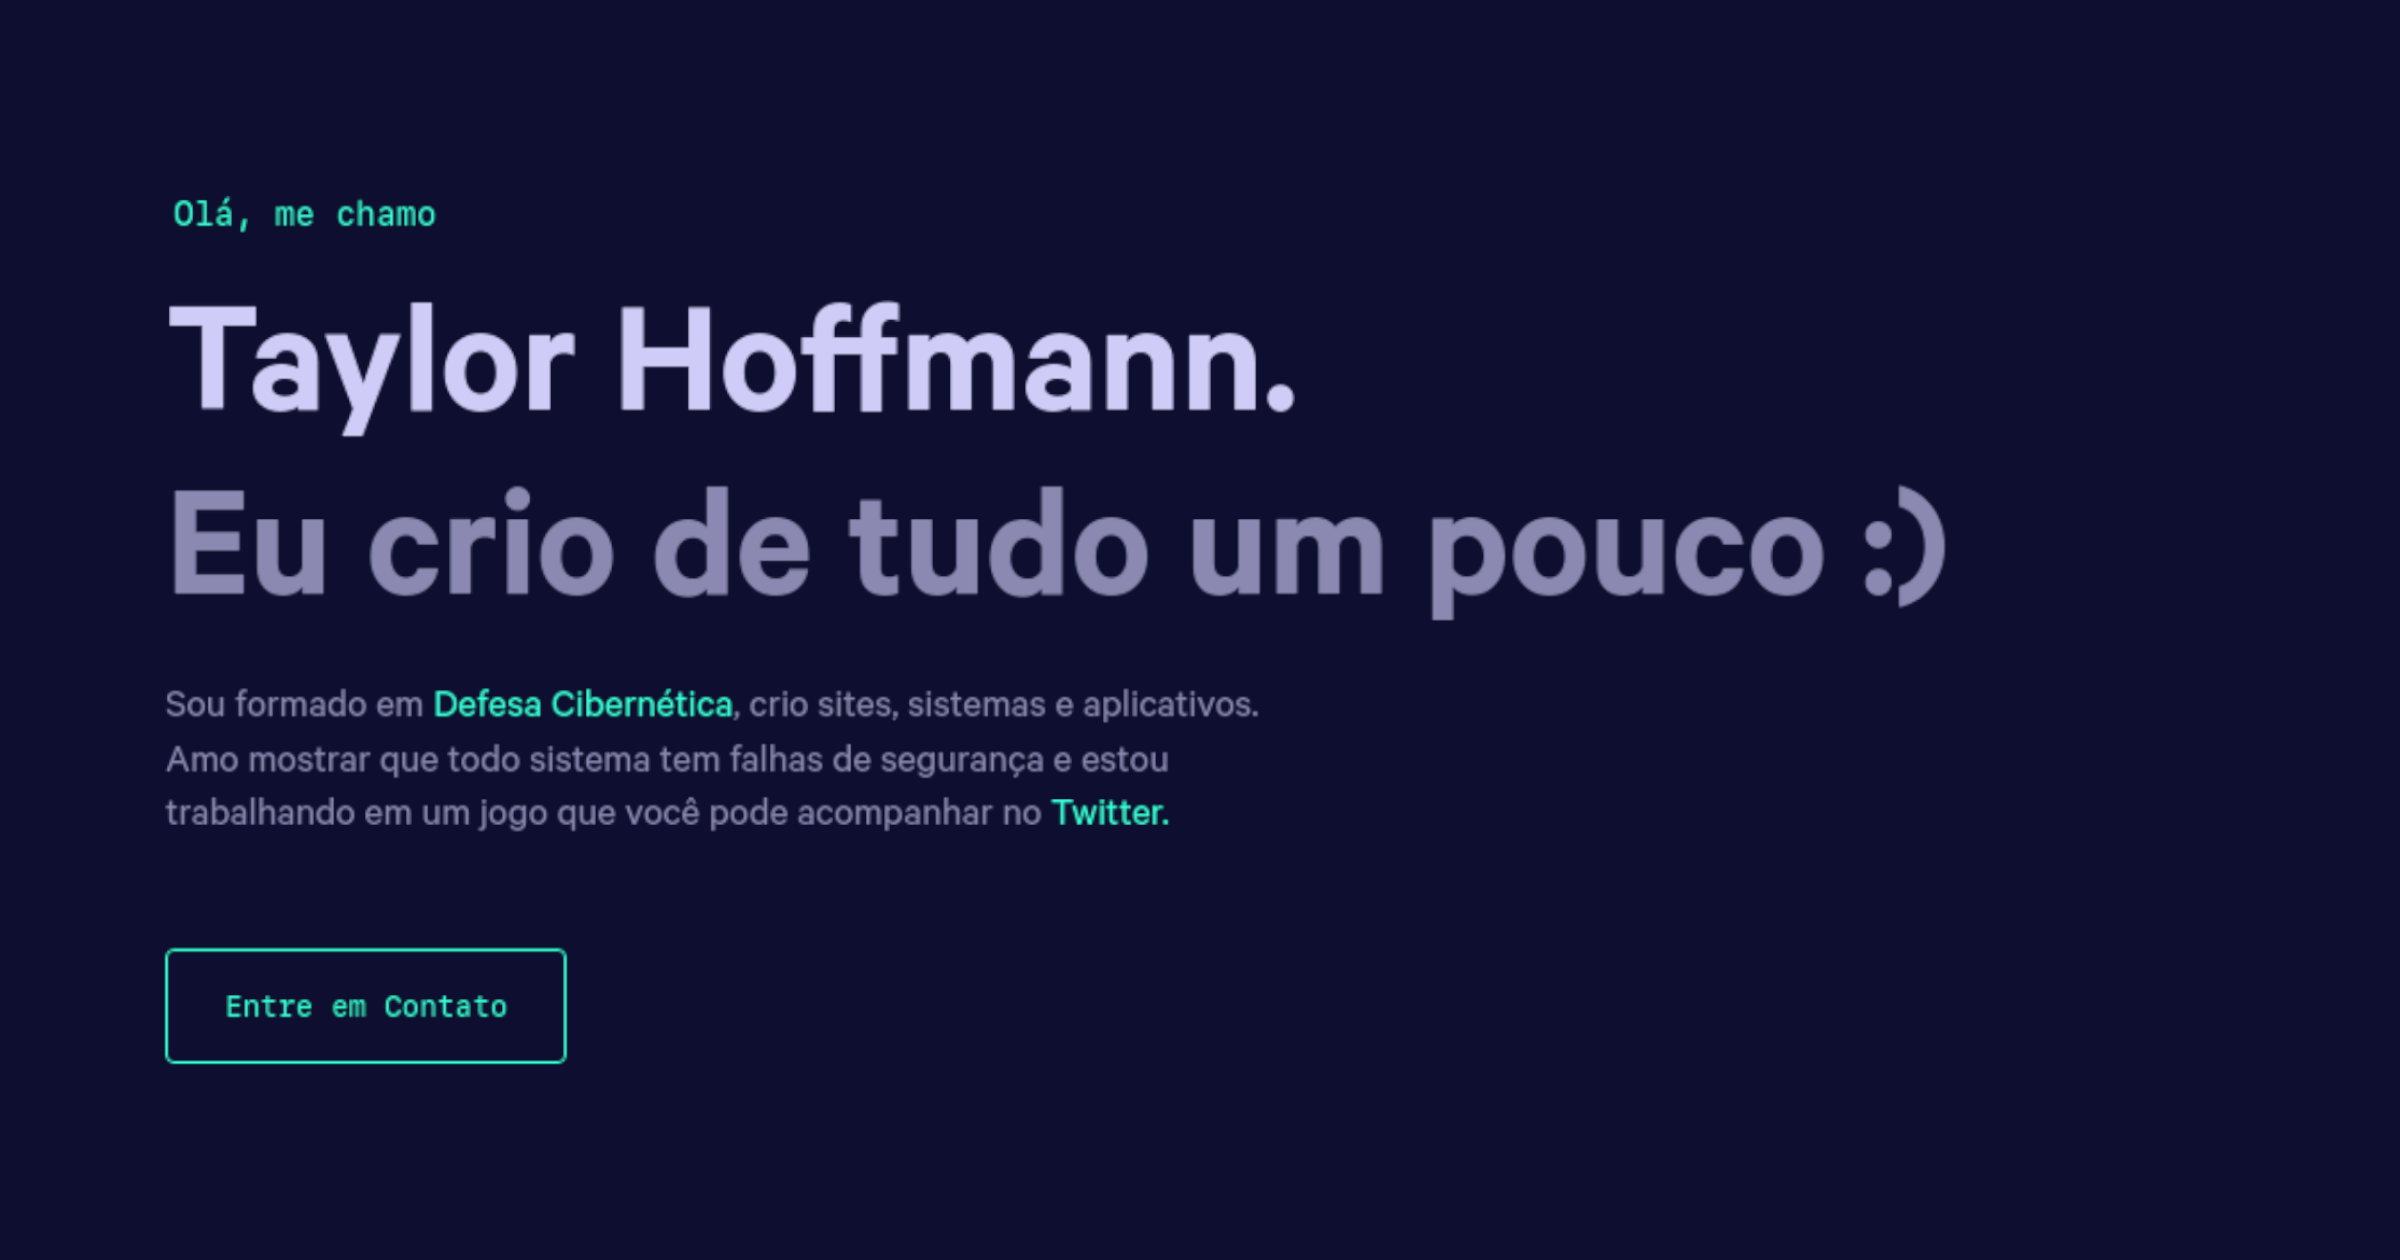 Olá, me chamo
Taylor Hoffmann.
Eu crio de tudo um pouco :)
Sou formado em Defesa Cibernética, crio sites, sistemas e aplicativos.
Amo mostrar que todo sistema tem falhas de segurança e estou
trabalhando em um jogo que você pode acompanhar no Twitter.
Entre em Contato